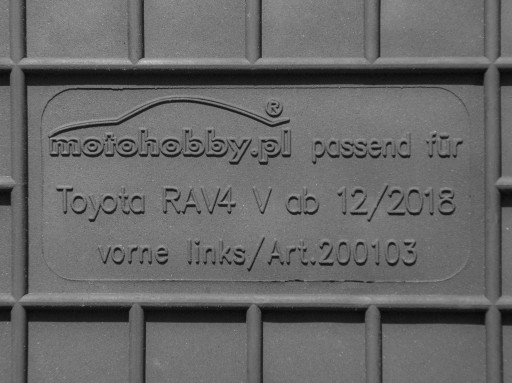 motohobby.pl ® passend für
Toyota RAV4 V ab 12/2018
vorne links/Art.200103